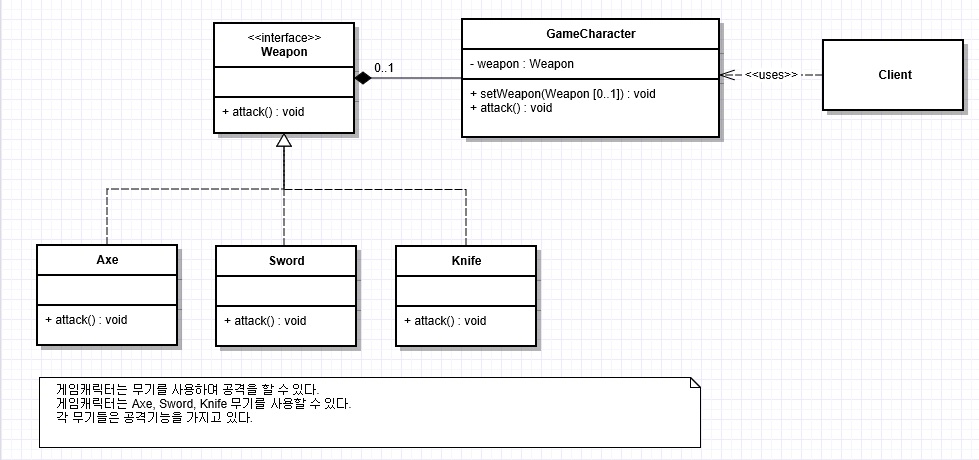 <<interface>>
Weapon
+ attack() : void
0..1
GameCharacter
- weapon : Weapon
+ setWeapon(Weapon [0..1]) : void
+ attack() : void
<<uses>>
Client
Axe
+ attack() : void
Sword
+ attack() : void
Knife
+ attack() : void
게임캐릭터는 무기를 사용하여 공격을 할 수 있다.
게임캐릭터는 Axe, Sword, Knife 무기를 사용할 수 있다.
각 무기들은 공격기능을 가지고 있다.